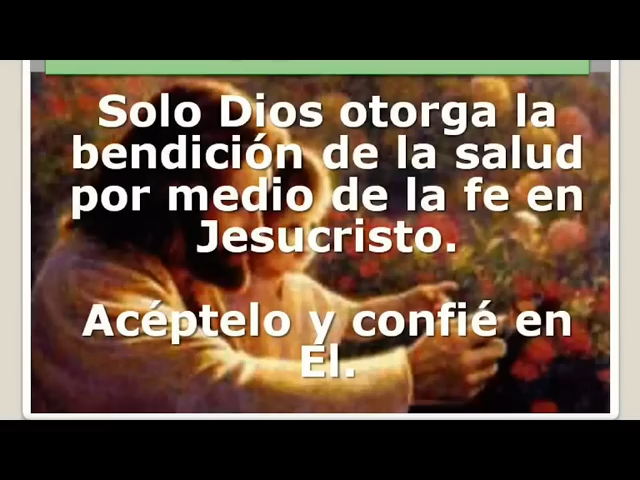 Solo Dios otorga la
bendición de la salud
por medio de la fe en
Jesucristo.
Acéptelo y confié en
Él.